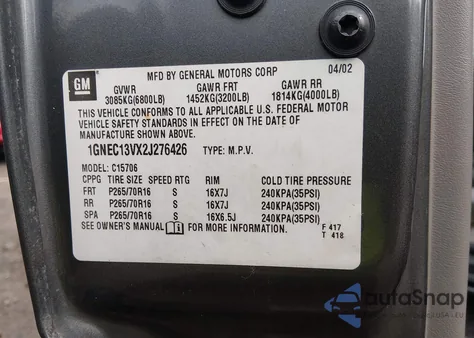 GM
MFD BY GENERAL MOTORS CORP 04/02
GVWR GAWR FRT GAWR RR
3085KG(6800LB) 1452KG(3200LB) 1814KG(4000LB)
THIS VEHICLE CONFORMS TO ALL APPLICABLE U.S. FEDERAL MOTOR
VEHICLE SAFETY STANDARDS IN EFFECT ON THE DATE OF
MANUFACTURE SHOWN ABOVE.
1GNEC13VX2J276426 TYPE: M.P.V.
MODEL: C15706
CPPG TIRE SIZE SPEED RTG RIM COLD TIRE PRESSURE
FRT P265/70R16 S 16X7J 240KPA(35PSI)
RR P265/70R16 S 16X7J 240KPA(35PSI)
SPA P265/70R16 S 16X6.5J 240KPA(35PSI)
SEE OWNER'S MANUAL FOR MORE INFORMATION. F 417
T 418
autoSnap